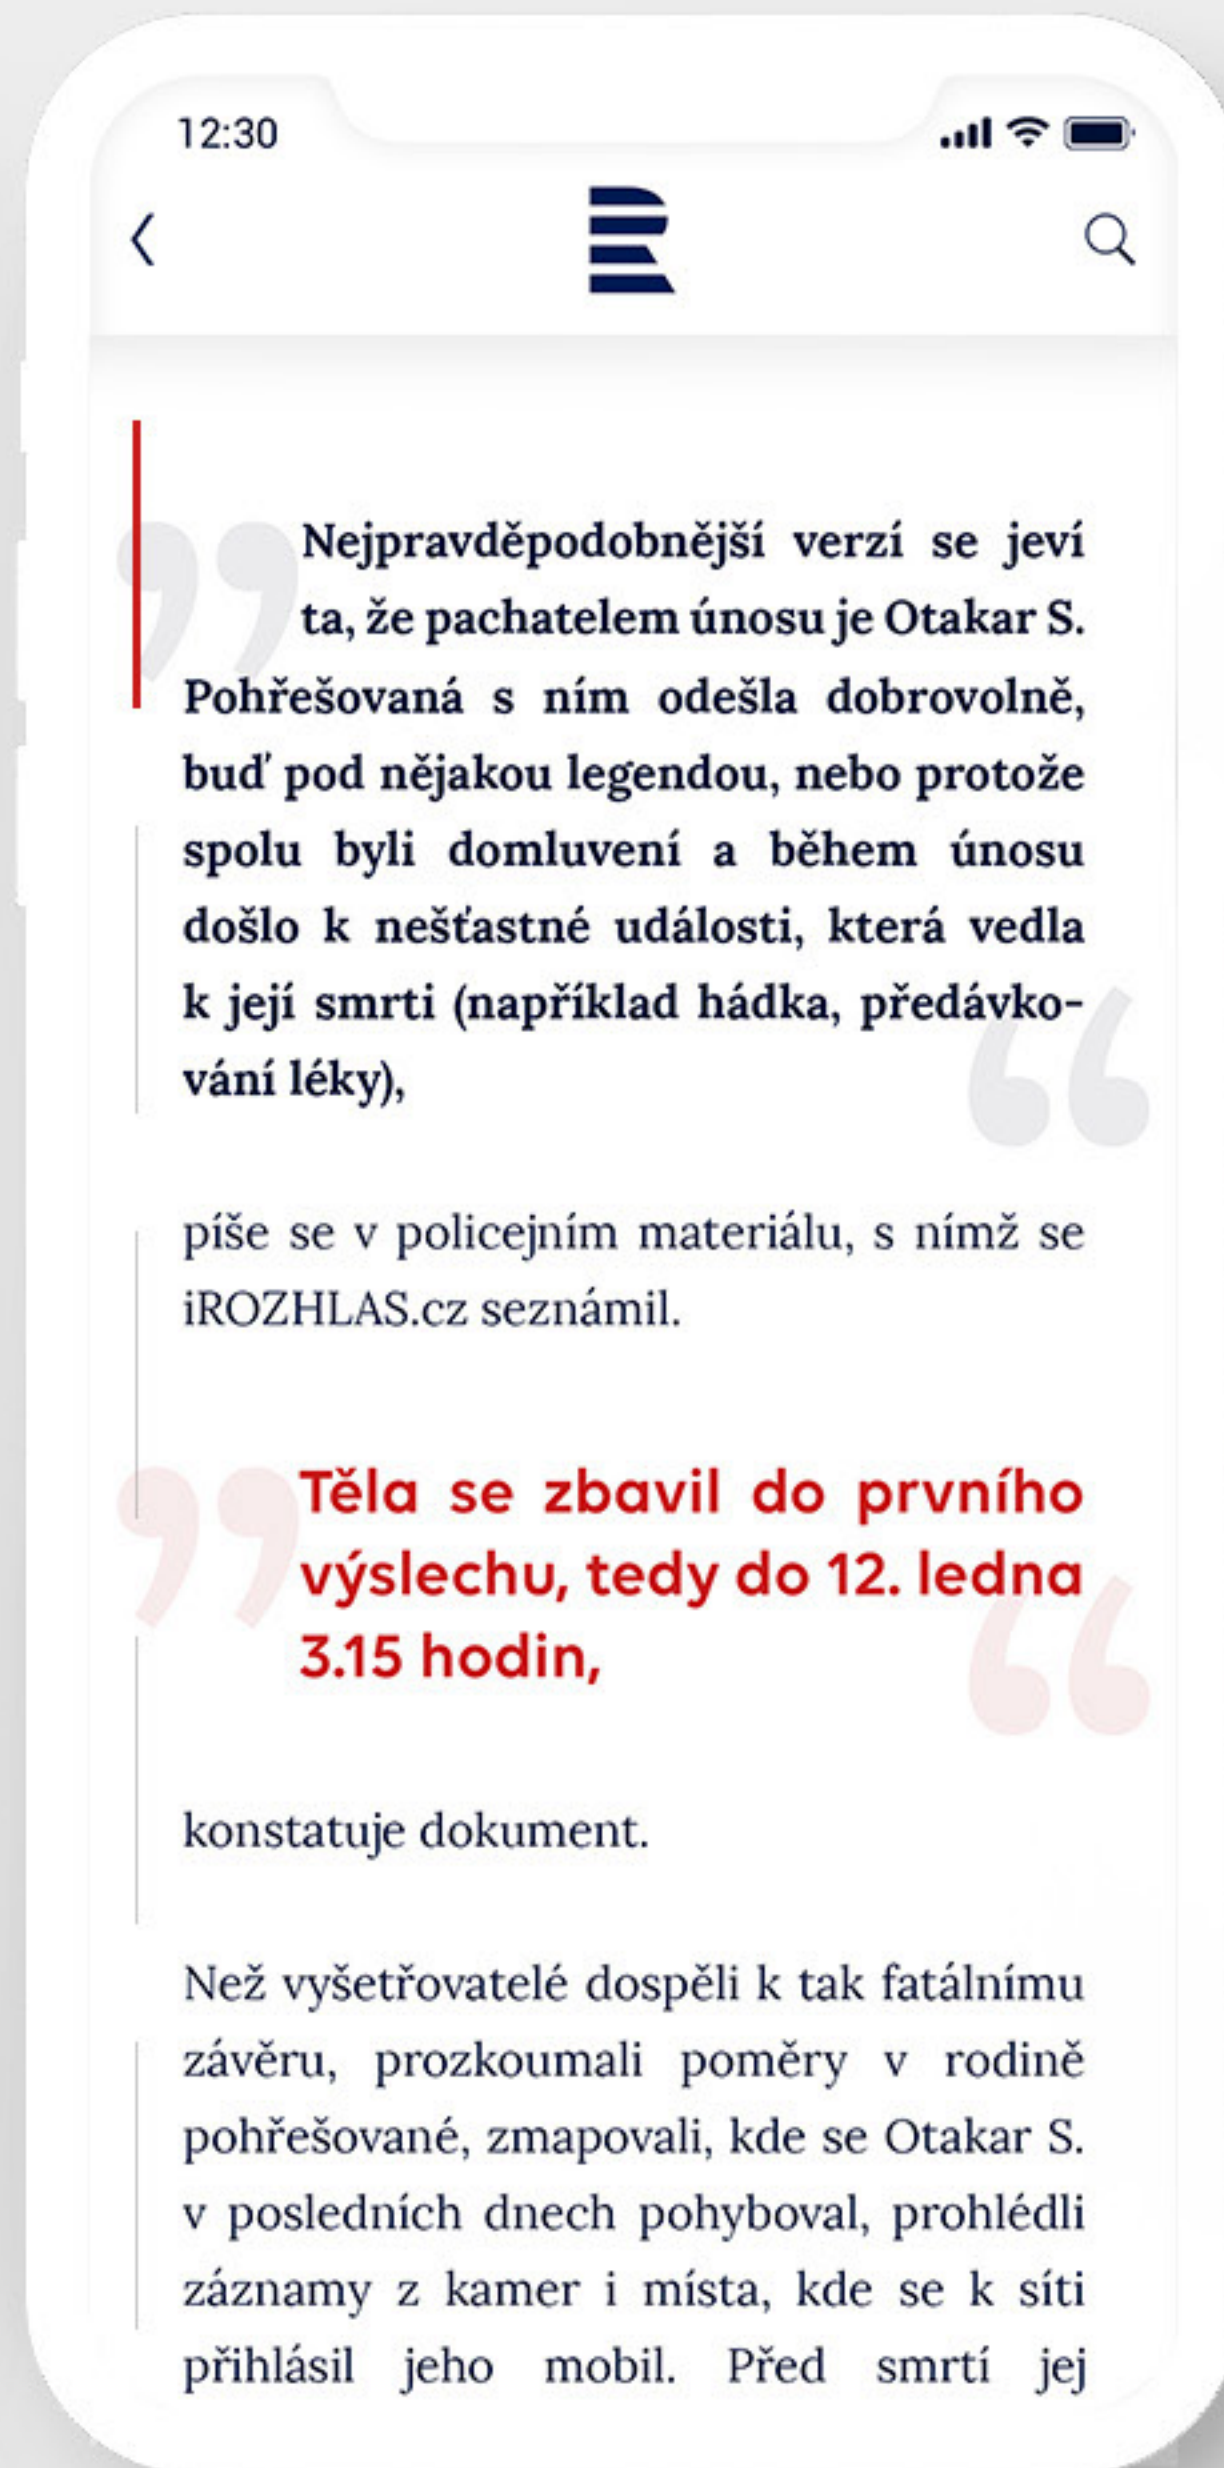 12:30
Nejpravděpodobnější verzí se jeví
ta, že pachatelem únosu je Otakar S.
Pohřešovaná s ním odešla dobrovolně,
buď pod nějakou legendou, nebo protože
spolu byli domluvení a během únosu
došlo k nešťastné události, která vedla
k její smrti (například hádka, předávko-
vání léky),
píše se v policejním materiálu, s nímž se
iROZHLAS.cz seznámil.
Těla se zbavil do prvního
výslechu, tedy do 12. ledna
3.15 hodin,
konstatuje dokument.
Než vyšetřovatelé dospěli k tak fatálnímu
závěru, prozkoumali poměry v rodině
pohřešované, zmapovali, kde se Otakar S.
v posledních dnech pohyboval, prohlédli
záznamy z kamer i místa, kde se k síti
přihlásil jeho mobil. Před smrtí jej